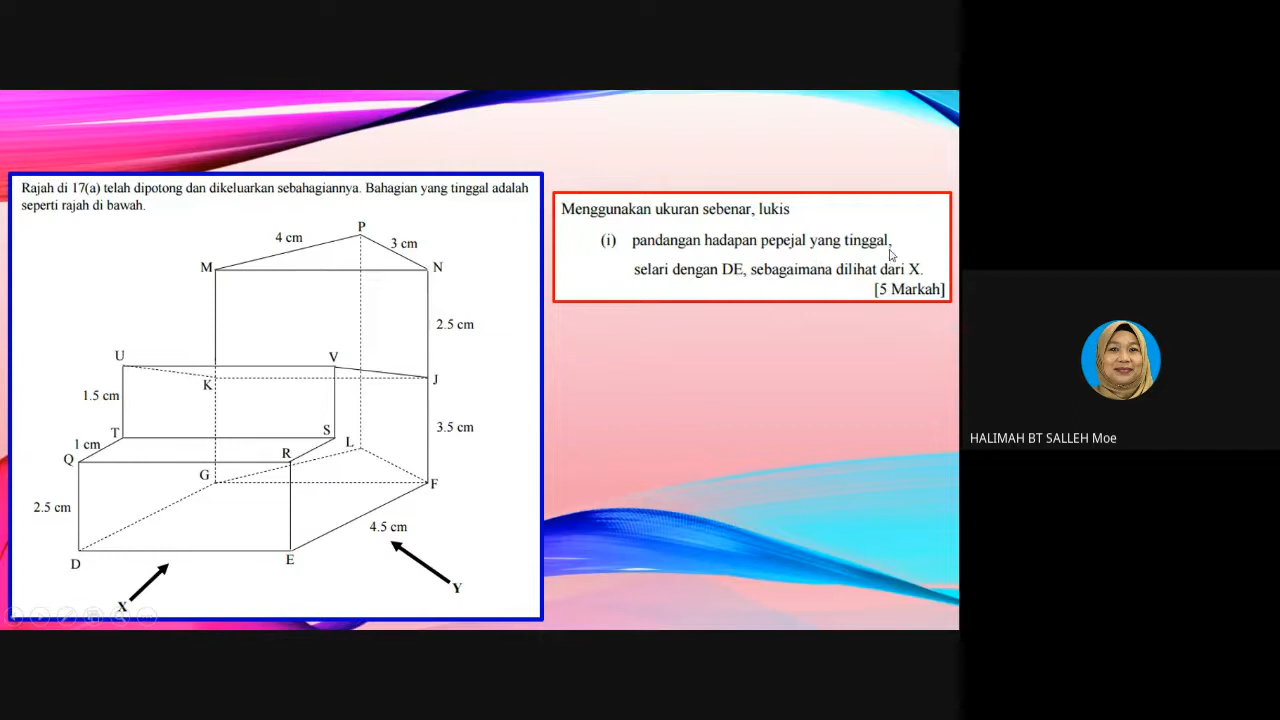 Rajah di 17(a) telah dipotong dan dikeluarkan sebahagiannya. Bahagian yang tinggal adalah
seperti rajah di bawah.
P
4 cm
3 cm
M
N
2.5 cm
U
V
K
J
1.5 cm
3.5 cm
T
S
1 cm
L
Q
R
G
F
2.5 cm
4.5 cm
D
E
X
Y
Menggunakan ukuran sebenar, lukis
(i) pandangan hadapan pepejal yang tinggal,
selari dengan DE, sebagaimana dilihat dari X.
[5 Markah]
HALIMAH BT SALLEH Moe